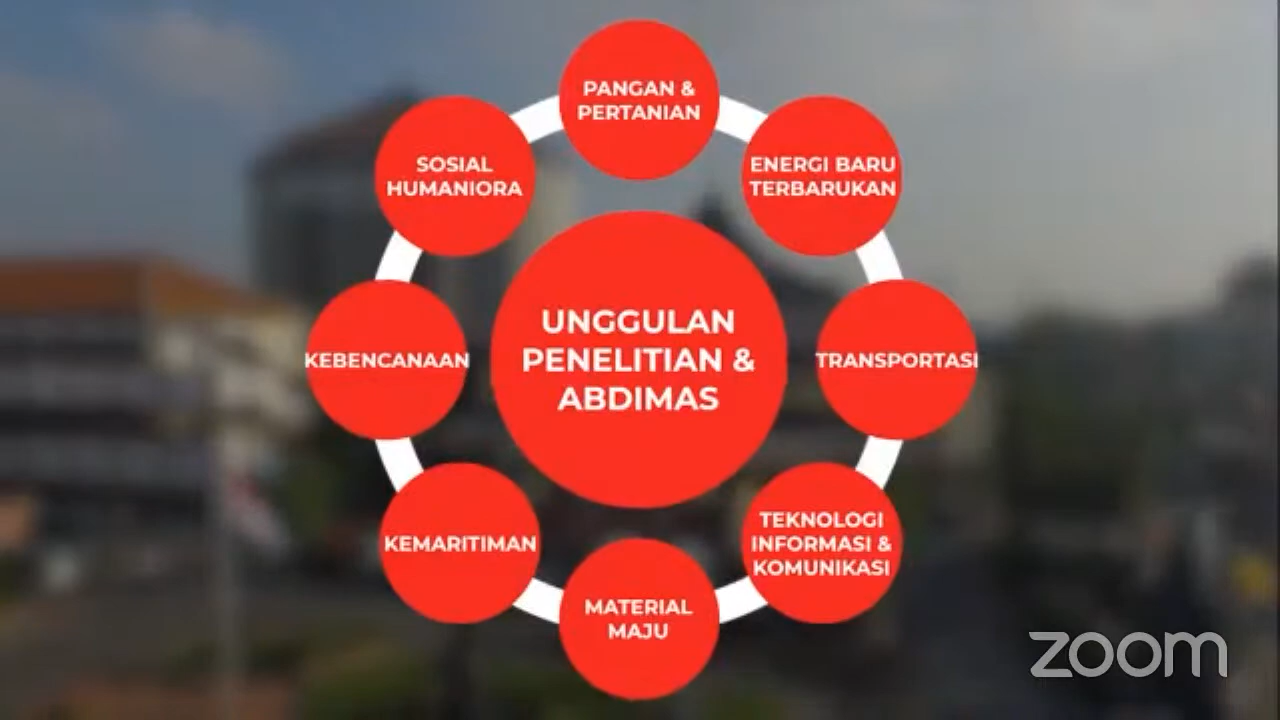 PANGAN &
PERTANIAN
SOSIAL
HUMANIORA
ENERGI BARU
TERBARUKAN
UNGGULAN
PENELITIAN &
ABDIMAS
KEBENCANAAN
TRANSPORTASI
KEMARITIMAN
TEKNOLOGI
INFORMASI &
KOMUNIKASI
MATERIAL
MAJU
zoom